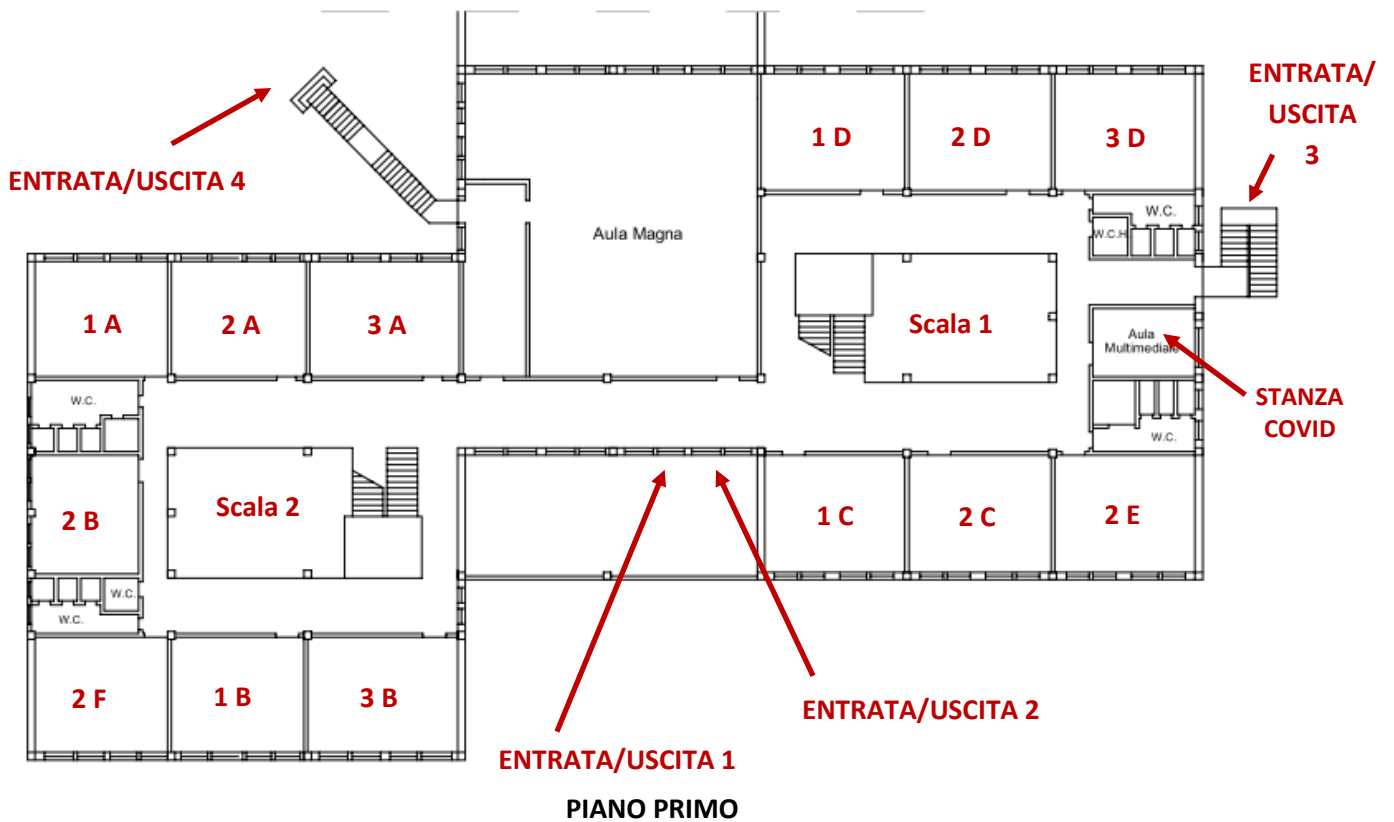 ENTRATA/
USCITA
3
ENTRATA/USCITA 4
1 D
2 D
3 D
W.C.
W.C.H
Aula Magna
1 A
2 A
3 A
Scala 1
Aula
Multimediale
STANZA
COVID
W.C.
W.C.
2 B
Scala 2
1 C
2 C
2 E
W.C.
W.C.
2 F
1 B
3 B
ENTRATA/USCITA 2
ENTRATA/USCITA 1
PIANO PRIMO